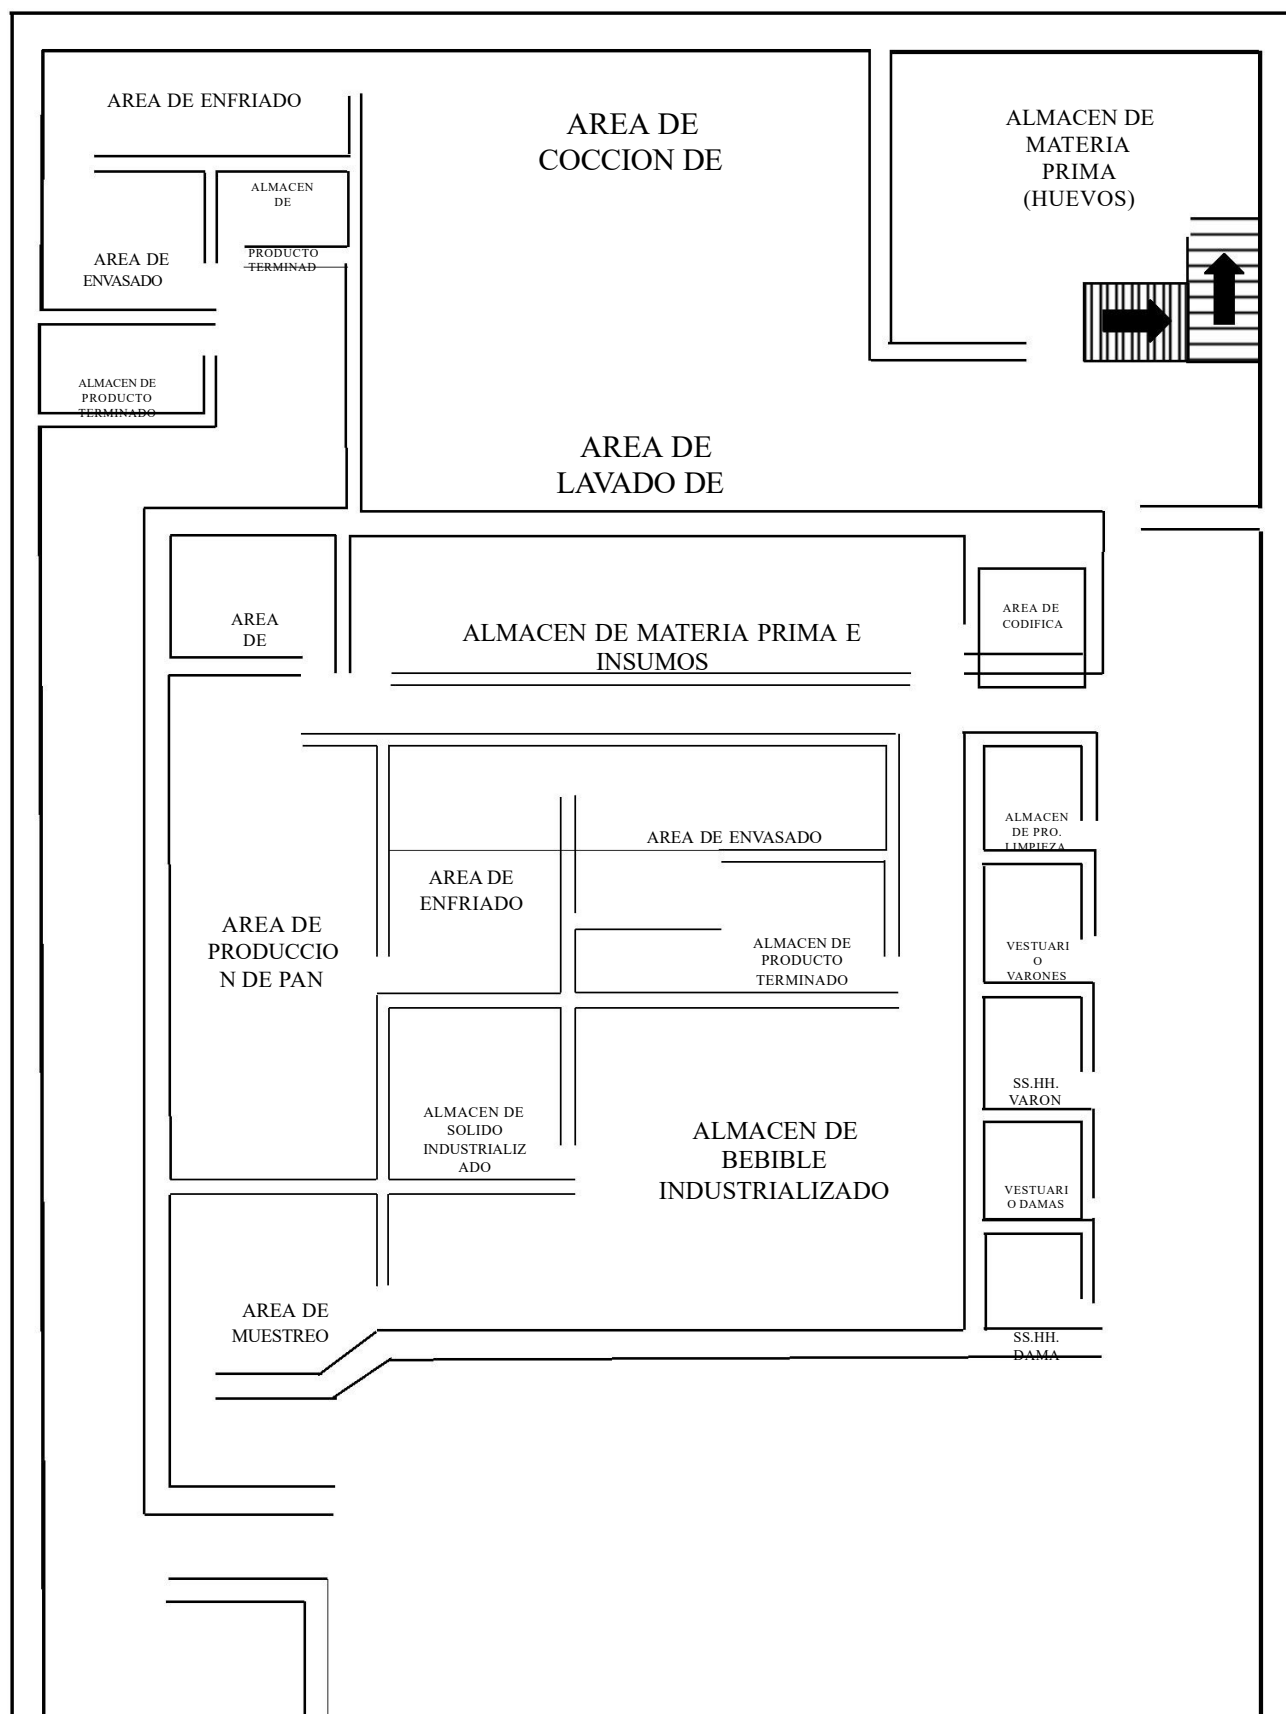 AREA DE ENFRIADO
AREA DE
COCCION DE
ALMACEN DE
MATERIA
PRIMA
(HUEVOS)
ALMACEN
DE
PRODUCTO
TERMINAD
AREA DE
ENVASADO
ALMACEN DE
PRODUCTO
TERMINADO
AREA DE
LAVADO DE
AREA
DE
ALMACEN DE MATERIA PRIMA E
INSUMOS
AREA DE
CODIFICA
AREA DE ENVASADO
ALMACEN
DE PRO.
LIMPIEZA
AREA DE
ENFRIADO
AREA DE
PRODUCCIO
N DE PAN
ALMACEN DE
PRODUCTO
TERMINADO
VESTUARI
O
VARONES
SS.HH.
VARON
ALMACEN DE
SOLIDO
INDUSTRIALIZ
ADO
ALMACEN DE
BEBIBLE
INDUSTRIALIZADO
VESTUARI
O DAMAS
AREA DE
MUESTREO
SS.HH.
DAMA